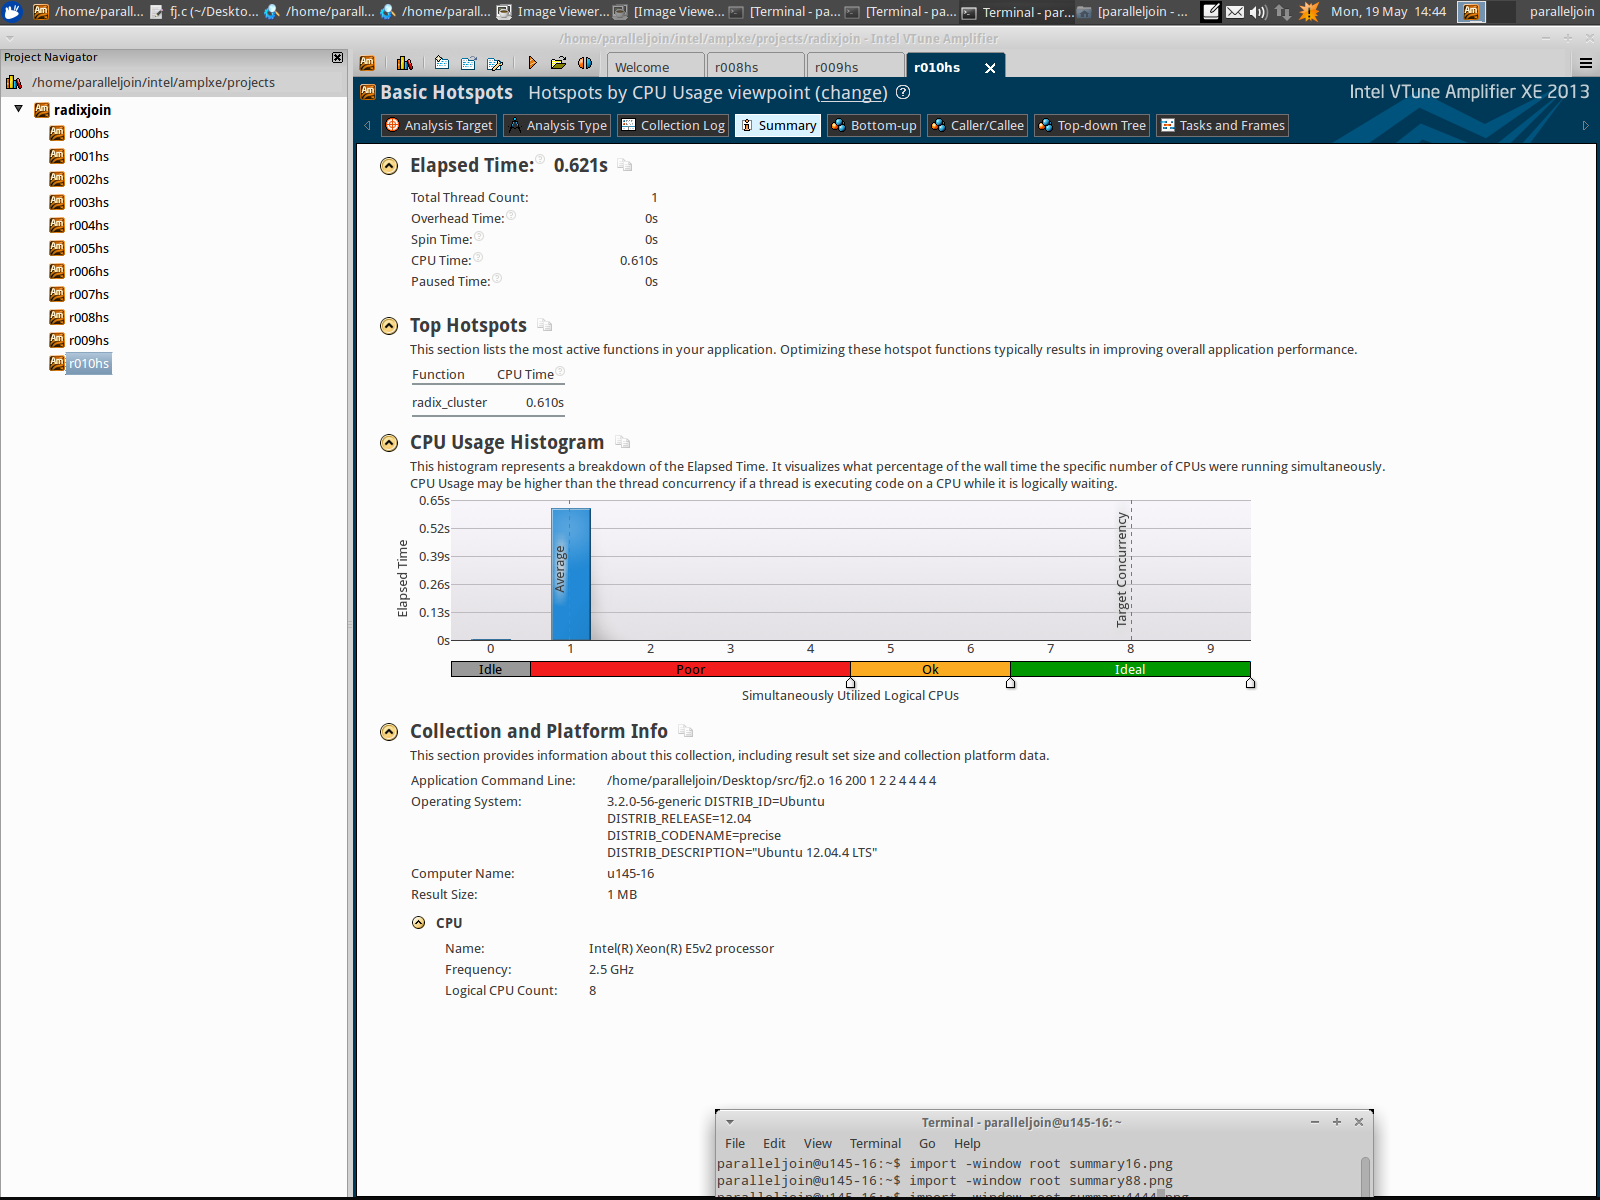 /home/parall... fj.c (~/Deskto... /home/parall... /home/parall... Image Viewer... [Image Viewe... [Terminal - pa... [Terminal - pa... Terminal - par... [paralleljoin - ... Mon, 19 May 14:44 paralleljoin
/home/paralleljoin/intel/amplxe/projects/radixjoin - Intel VTune Amplifier
Project Navigator
/home/paralleljoin/intel/amplxe/projects
radixjoin
r000hs
r001hs
r002hs
r003hs
r004hs
r005hs
r006hs
r007hs
r008hs
r009hs
r010hs
Welcome r008hs r009hs r010hs
Basic Hotspots Hotspots by CPU Usage viewpoint (change) ?
Intel VTune Amplifier XE 2013
Analysis Target Analysis Type Collection Log Summary Bottom-up Caller/Callee Top-down Tree Tasks and Frames
Elapsed Time: 0.621s
Total Thread Count: 1
Overhead Time: 0s
Spin Time: 0s
CPU Time: 0.610s
Paused Time: 0s
Top Hotspots
This section lists the most active functions in your application. Optimizing these hotspot functions typically results in improving overall application performance.
Function CPU Time
radix_cluster 0.610s
CPU Usage Histogram
This histogram represents a breakdown of the Elapsed Time. It visualizes what percentage of the wall time the specific number of CPUs were running simultaneously.
CPU Usage may be higher than the thread concurrency if a thread is executing code on a CPU while it is logically waiting.
Elapsed Time
0.65s
0.52s
0.39s
0.26s
0.13s
0s
Average
Target Concurrency
0 1 2 3 4 5 6 7 8 9
Idle Poor Ok Ideal
Simultaneously Utilized Logical CPUs
Collection and Platform Info
This section provides information about this collection, including result set size and collection platform data.
Application Command Line: /home/paralleljoin/Desktop/src/fj2.o 16 200 1 2 2 4 4 4 4
Operating System: 3.2.0-56-generic DISTRIB_ID=Ubuntu
DISTRIB_RELEASE=12.04
DISTRIB_CODENAME=precise
DISTRIB_DESCRIPTION="Ubuntu 12.04.4 LTS"
Computer Name: u145-16
Result Size: 1 MB
CPU
Name: Intel(R) Xeon(R) E5v2 processor
Frequency: 2.5 GHz
Logical CPU Count: 8
Terminal - paralleljoin@u145-16: ~
File Edit View Terminal Go Help
paralleljoin@u145-16:~$ import -window root summary16.png
paralleljoin@u145-16:~$ import -window root summary88.png
paralleljoin@u145-16:~$ import -window root summary4444.png